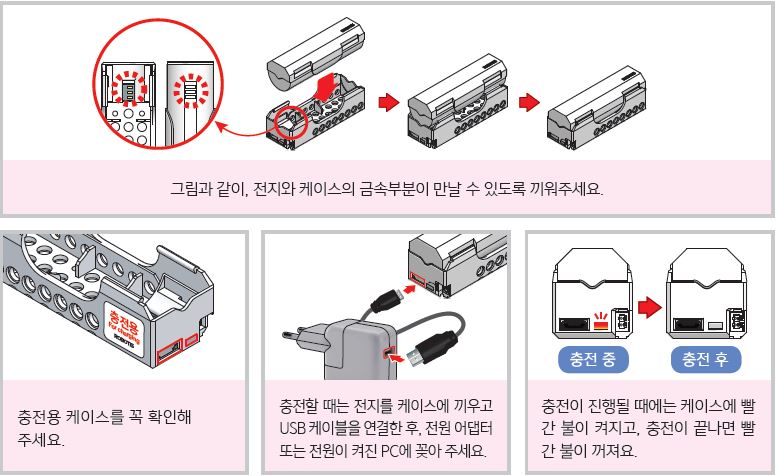 그림과 같이, 전지와 케이스의 금속부분이 만날 수 있도록 끼워주세요.
충전용
For charging
ROBOTIS
충전용 케이스를 꼭 확인해
주세요.
충전할 때는 전지를 케이스에 끼우고
USB 케이블을 연결한 후, 전원 어댑터
또는 전원이 켜진 PC에 꽂아 주세요.
충전 중
충전 후
충전이 진행될 때에는 케이스에 빨
간 불이 켜지고, 충전이 끝나면 빨
간 불이 꺼져요.